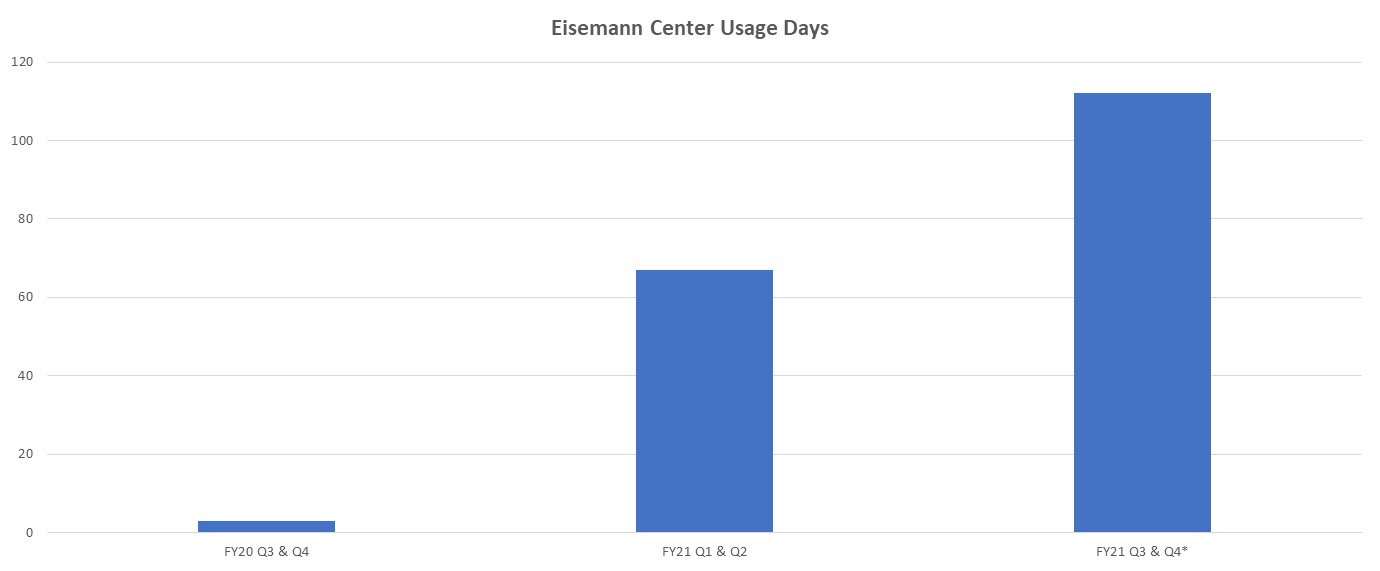 Eisemann Center Usage Days
120
100
80
60
40
20
0
FY20 Q3 & Q4
FY21 Q1 & Q2
FY21 Q3 & Q4*